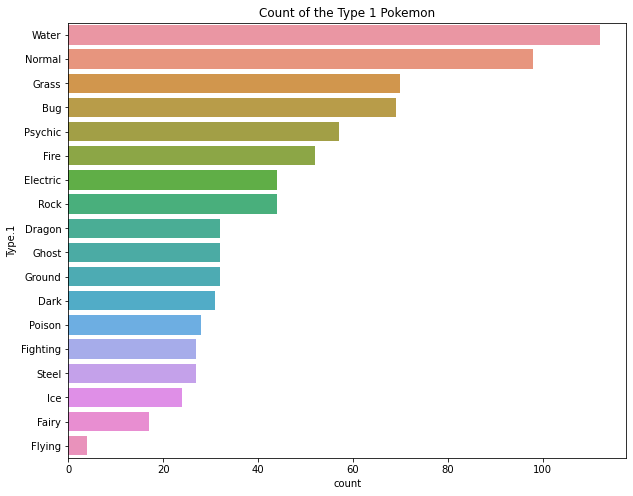 Count of the Type 1 Pokemon
Type.1
Water
Normal
Grass
Bug
Psychic
Fire
Electric
Rock
Dragon
Ghost
Ground
Dark
Poison
Fighting
Steel
Ice
Fairy
Flying
0 20 40 60 80 100
count